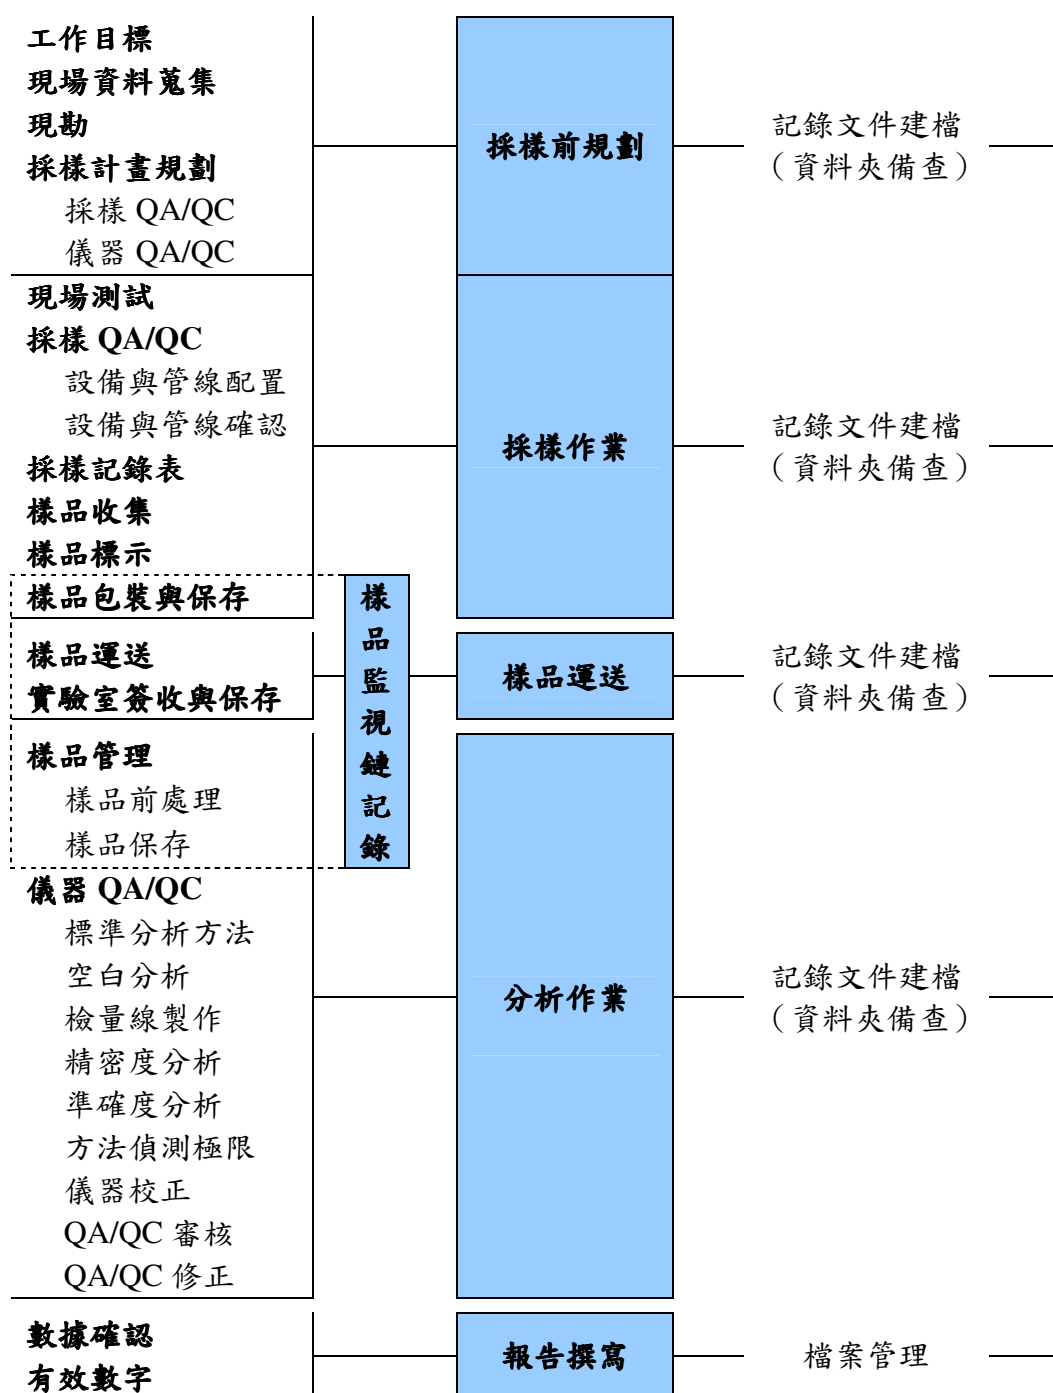 工作目標
現場資料蒐集
現勘
採樣計畫規劃
採樣 QA/QC
儀器 QA/QC
採樣前規劃
記錄文件建檔
（資料夾備查）
現場測試
採樣 QA/QC
設備與管線配置
設備與管線確認
採樣記錄表
樣品收集
樣品標示
樣品包裝與保存
採樣作業
記錄文件建檔
（資料夾備查）
樣品監視鏈記錄
樣品運送
實驗室簽收與保存
樣品運送
記錄文件建檔
（資料夾備查）
樣品管理
樣品前處理
樣品保存
儀器 QA/QC
標準分析方法
空白分析
檢量線製作
精密度分析
準確度分析
方法偵測極限
儀器校正
QA/QC 審核
QA/QC 修正
分析作業
記錄文件建檔
（資料夾備查）
數據確認
有效數字
報告撰寫
檔案管理